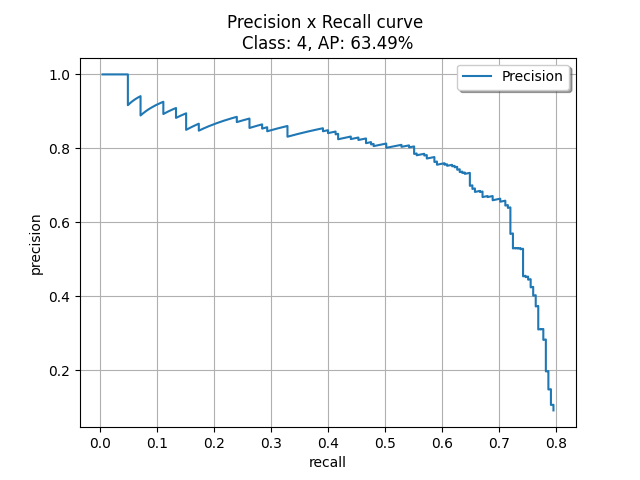 Precision x Recall curve
Class: 4, AP: 63.49%
Precision
1.0
0.8
0.6
0.4
0.2
precision
0.0 0.1 0.2 0.3 0.4 0.5 0.6 0.7 0.8
recall